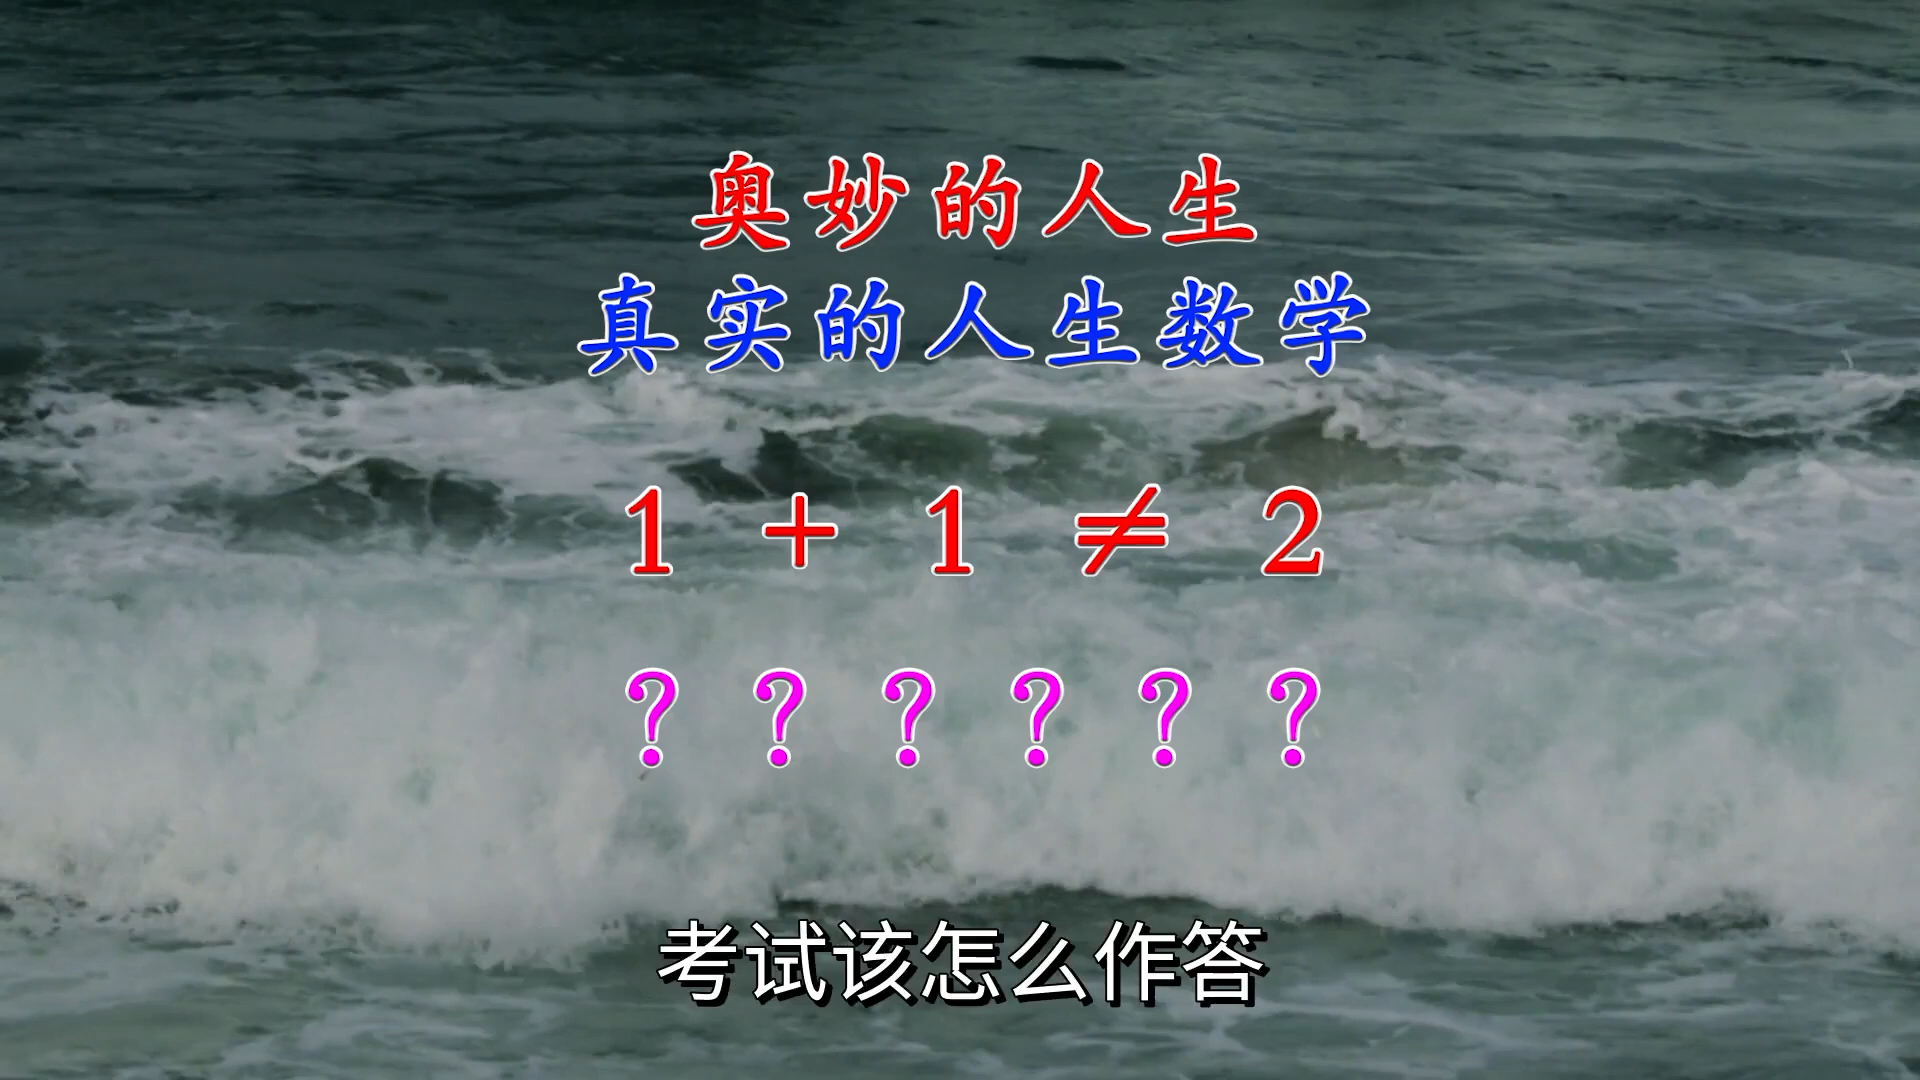 奥妙的人生
真实的人生数学
1 + 1 ≠ 2
? ? ? ? ? ?
考试该怎么作答